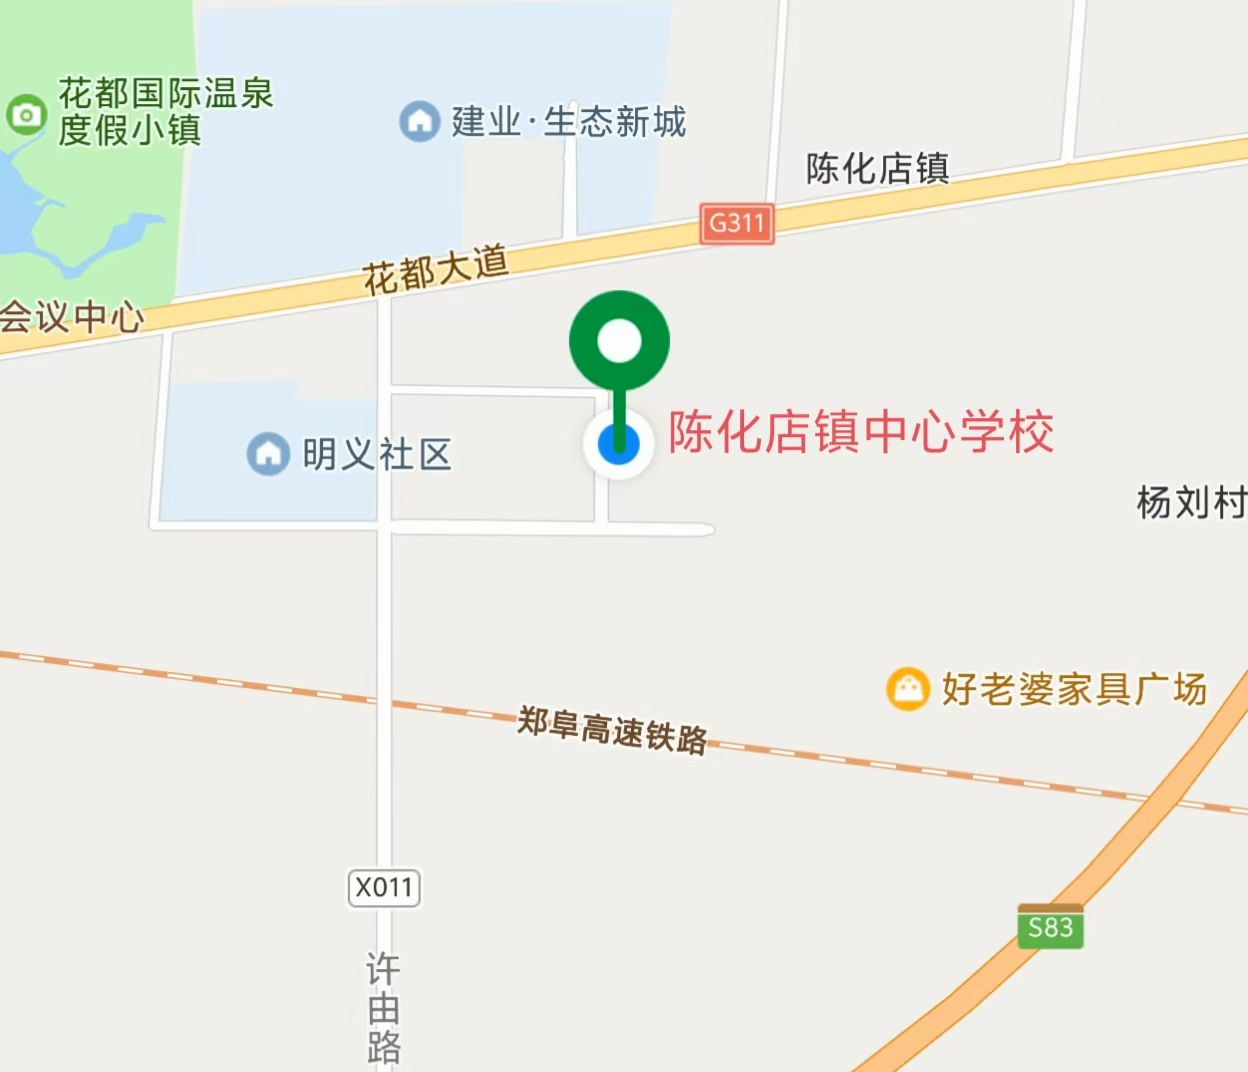 花都国际温泉
度假小镇
建业·生态新城
陈化店镇
G311
花都大道
会议中心
陈化店镇中心学校
明义社区
杨刘村
好老婆家具广场
郑阜高速铁路
X011
S83
许由路